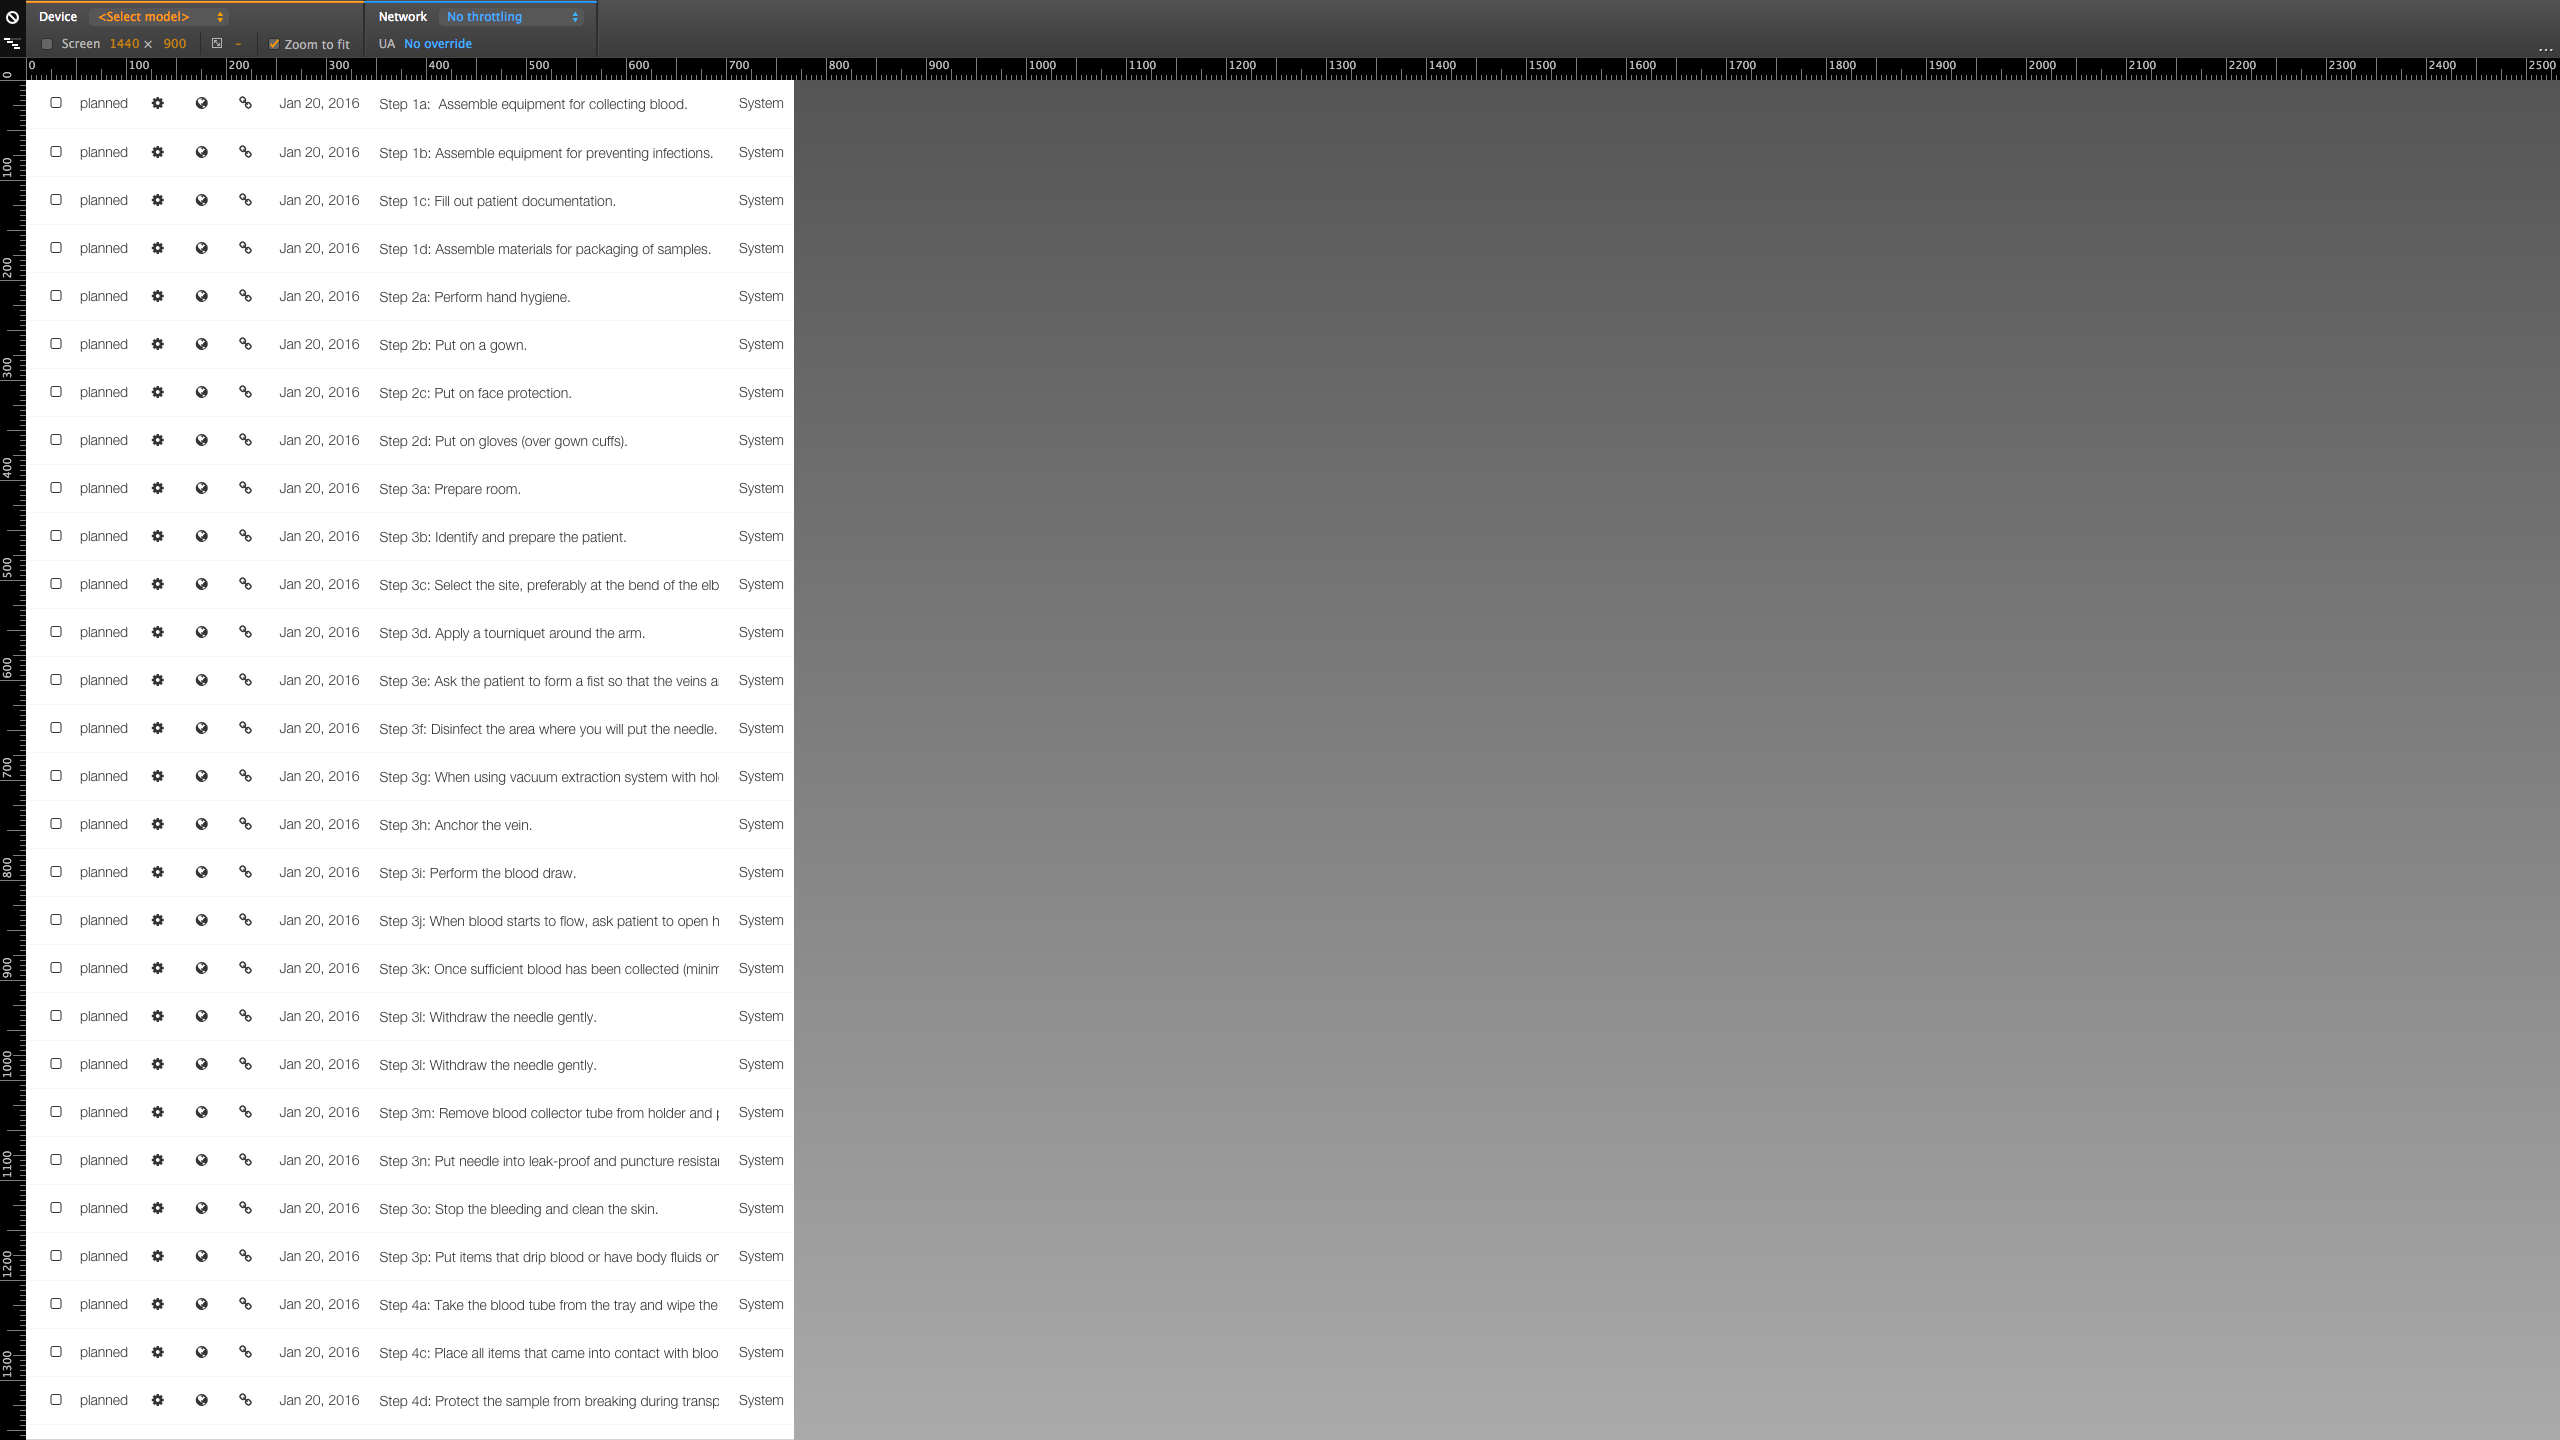 Device <Select model> Network No throttling
Screen 1440 × 900 – Zoom to fit UA No override
...
0 100 200 300 400 500 600 700 800 900 1000 1100 1200 1300 1400 1500 1600 1700 1800 1900 2000 2100 2200 2300 2400 2500
0 100 200 300 400 500 600 700 800 900 1000 1100 1200 1300
planned Jan 20, 2016 Step 1a: Assemble equipment for collecting blood. System
planned Jan 20, 2016 Step 1b: Assemble equipment for preventing infections. System
planned Jan 20, 2016 Step 1c: Fill out patient documentation. System
planned Jan 20, 2016 Step 1d: Assemble materials for packaging of samples. System
planned Jan 20, 2016 Step 2a: Perform hand hygiene. System
planned Jan 20, 2016 Step 2b: Put on a gown. System
planned Jan 20, 2016 Step 2c: Put on face protection. System
planned Jan 20, 2016 Step 2d: Put on gloves (over gown cuffs). System
planned Jan 20, 2016 Step 3a: Prepare room. System
planned Jan 20, 2016 Step 3b: Identify and prepare the patient. System
planned Jan 20, 2016 Step 3c: Select the site, preferably at the bend of the elb System
planned Jan 20, 2016 Step 3d. Apply a tourniquet around the arm. System
planned Jan 20, 2016 Step 3e: Ask the patient to form a fist so that the veins a System
planned Jan 20, 2016 Step 3f: Disinfect the area where you will put the needle. System
planned Jan 20, 2016 Step 3g: When using vacuum extraction system with hol System
planned Jan 20, 2016 Step 3h: Anchor the vein. System
planned Jan 20, 2016 Step 3i: Perform the blood draw. System
planned Jan 20, 2016 Step 3j: When blood starts to flow, ask patient to open h System
planned Jan 20, 2016 Step 3k: Once sufficient blood has been collected (minim System
planned Jan 20, 2016 Step 3l: Withdraw the needle gently. System
planned Jan 20, 2016 Step 3l: Withdraw the needle gently. System
planned Jan 20, 2016 Step 3m: Remove blood collector tube from holder and p System
planned Jan 20, 2016 Step 3n: Put needle into leak-proof and puncture resistan System
planned Jan 20, 2016 Step 3o: Stop the bleeding and clean the skin. System
planned Jan 20, 2016 Step 3p: Put items that drip blood or have body fluids on System
planned Jan 20, 2016 Step 4a: Take the blood tube from the tray and wipe the System
planned Jan 20, 2016 Step 4c: Place all items that came into contact with bloo System
planned Jan 20, 2016 Step 4d: Protect the sample from breaking during transp System